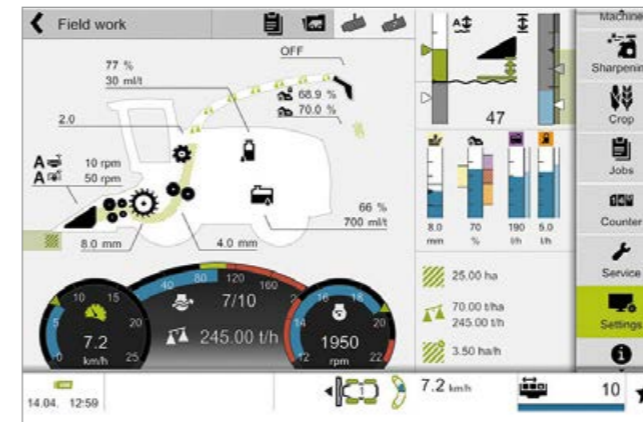 Field work
Machine
77 %
30 ml/t
OFF
68.9 %
70.0 %
2.0
A 10 rpm
A 50 rpm
66 %
700 ml/t
8.0 mm
4.0 mm
A
47
8.0 mm
70 %
190 t/h
5.0 l/h
25.00 ha
70.00 t/ha
245.00 t/h
3.50 ha/h
Sharpenin
Crop
Jobs
Counter
Service
Settings
0 5 10 15 20 25
7.2
km/h
40 80 120 160
7/10
245.00 t/h
12 14 16 18 20 22
1950
rpm
14.04. 12:59
1
7.2 km/h
10